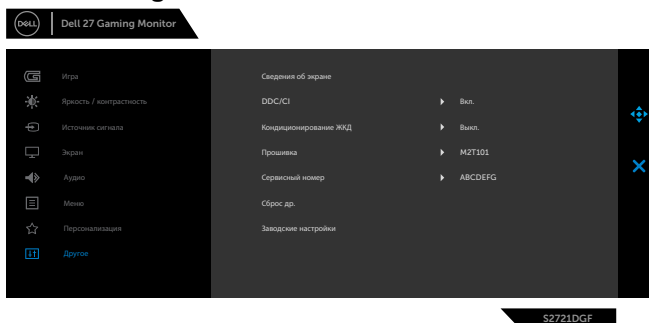 DELL
Dell 27 Gaming Monitor
Игра
Сведения об экране
Яркость / контрастность
DDC/CI
Вкл.
Источник сигнала
Кондиционирование ЖКД
Выкл.
Экран
Прошивка
M2T101
Аудио
Сервисный номер
ABCDEFG
Меню
Сброс др.
Персонализация
Заводские настройки
Другое
S2721DGF